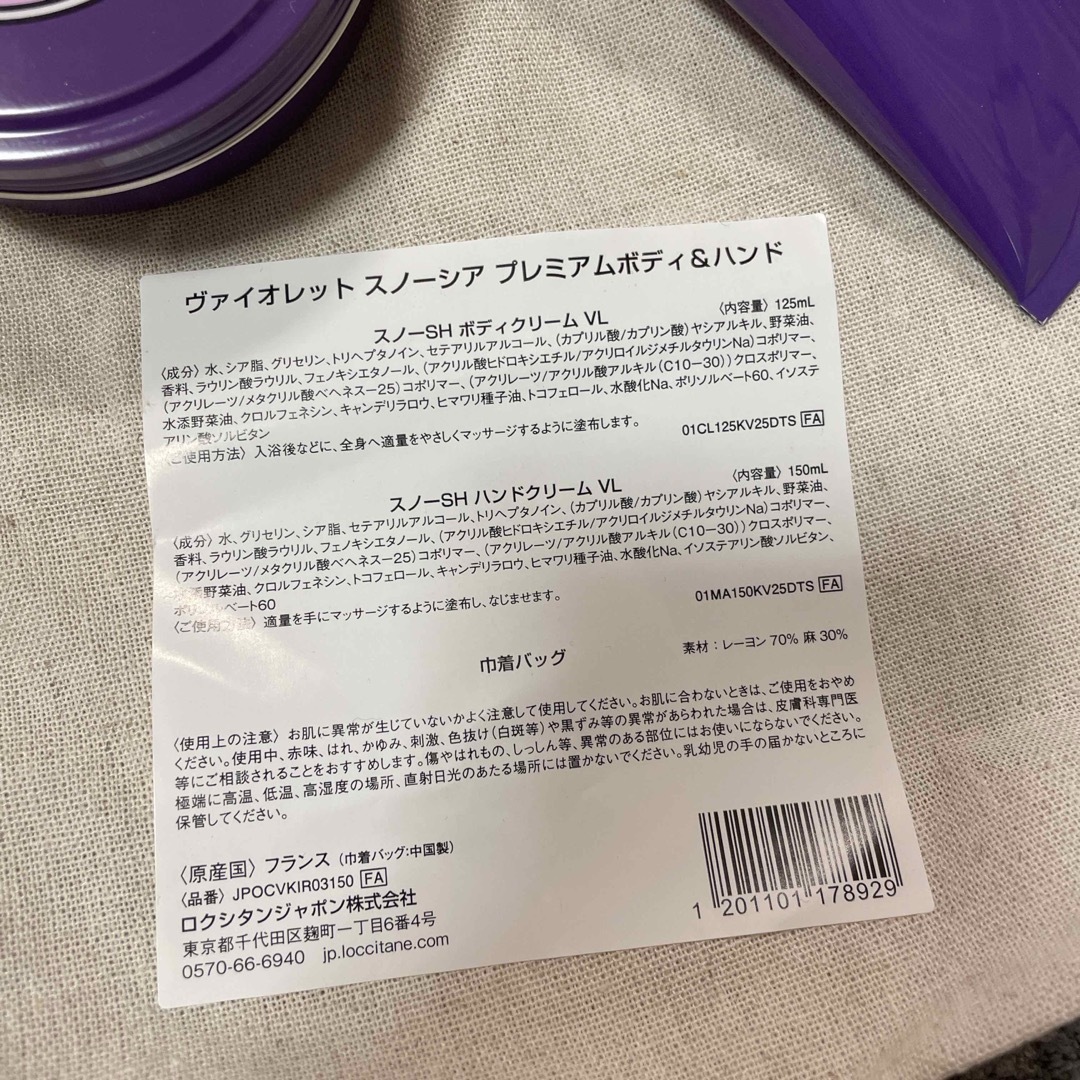 ヴァイオレット スノーシア プレミアムボディ&ハンド
スノーSH ボディクリーム VL
〈内容量〉125mL
〈成分〉水、シア脂、グリセリン、トリヘプタノイン、セテアリルアルコール、(カプリル酸/カプリン酸)ヤシアルキル、野菜油、
香料、ラウリン酸ラウリル、フェノキシエタノール、(アクリル酸ヒドロキシエチル/アクリロイルジメチルタウリンNa)コポリマー、
(アクリレーツ/メタクリル酸ベヘネス-25)コポリマー、(アクリレーツ/アクリル酸アルキル(C10-30))クロスポリマー、
水添野菜油、クロルフェネシン、キャンデリラロウ、ヒマワリ種子油、トコフェロール、水酸化Na、ポリソルベート60、イソステ
アリン酸ソルビタン
〈ご使用方法〉入浴後などに、全身へ適量をやさしくマッサージするように塗布します。
01CL125KV25DTS FA
スノーSH ハンドクリーム VL
〈内容量〉150mL
〈成分〉水、グリセリン、シア脂、セテアリルアルコール、トリヘプタノイン、(カプリル酸/カプリン酸)ヤシアルキル、野菜油、
香料、ラウリン酸ラウリル、フェノキシエタノール、(アクリル酸ヒドロキシエチル/アクリロイルジメチルタウリンNa)コポリマー、
(アクリレーツ/メタクリル酸ベヘネス-25)コポリマー、(アクリレーツ/アクリル酸アルキル(C10-30))クロスポリマー、
水添野菜油、クロルフェネシン、トコフェロール、キャンデリラロウ、ヒマワリ種子油、水酸化Na、イソステアリン酸ソルビタン、
ポリソルベート60
〈ご使用方法〉適量を手にマッサージするように塗布し、なじませます。
01MA150KV25DTS FA
巾着バッグ
素材:レーヨン 70% 麻 30%
〈使用上の注意〉お肌に異常が生じていないかよく注意して使用してください。お肌に合わないときは、ご使用をおやめ
ください。使用中、赤味、はれ、かゆみ、刺激、色抜け(白斑等)や黒ずみ等の異常があらわれた場合は、皮膚科専門医
等にご相談されることをおすすめします。傷やはれもの、しっしん等、異常のある部位にはお使いにならないでください。
極端に高温、低温、高湿度の場所、直射日光のあたる場所には置かないでください。乳幼児の手の届かないところに
保管してください。
〈原産国〉フランス(巾着バッグ:中国製)
〈品番〉JPOCVKIR03150 FA
ロクシタンジャポン株式会社
東京都千代田区麹町一丁目6番4号
0570-66-6940 jp.loccitane.com
1 201101 178929